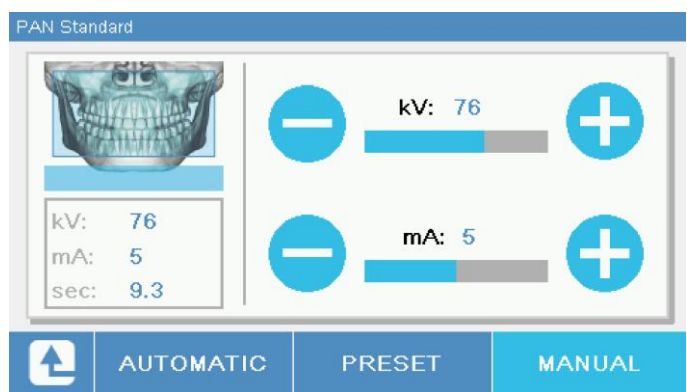 PAN Standard
kV: 76
mA: 5
sec: 9.3
kV: 76
mA: 5
AUTOMATIC
PRESET
MANUAL